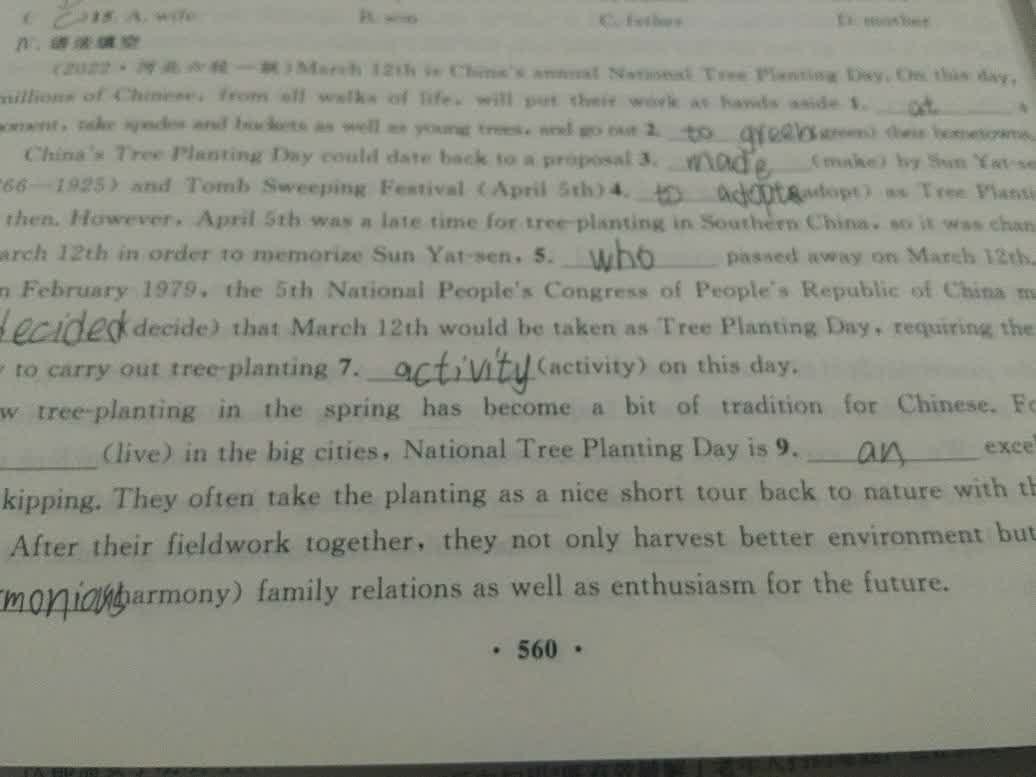 C 15. A. wife B. son C. father D. mother
Ⅳ. 语法填空
(2022·河北 一联)March 12th is China's annual National Tree Planting Day. On this day,
millions of Chinese, from all walks of life, will put their work at hands aside 1. at a
moment, take spades and buckets as well as young trees, and go out 2. to green (green) their hometowns.
China's Tree Planting Day could date back to a proposal 3. made (make) by Sun Yat-se
66—1925) and Tomb Sweeping Festival (April 5th) 4. to adopt (adopt) as Tree Planti
then. However, April 5th was a late time for tree-planting in Southern China, so it was chan
arch 12th in order to memorize Sun Yat-sen, 5. who passed away on March 12th,
n February 1979, the 5th National People's Congress of People's Republic of China m
decided (decide) that March 12th would be taken as Tree Planting Day, requiring the
to carry out tree-planting 7. activity (activity) on this day.
w tree-planting in the spring has become a bit of tradition for Chinese. Fo
(live) in the big cities, National Tree Planting Day is 9. an excel
kipping. They often take the planting as a nice short tour back to nature with th
After their fieldwork together, they not only harvest better environment but
monious harmony) family relations as well as enthusiasm for the future.
· 560 ·